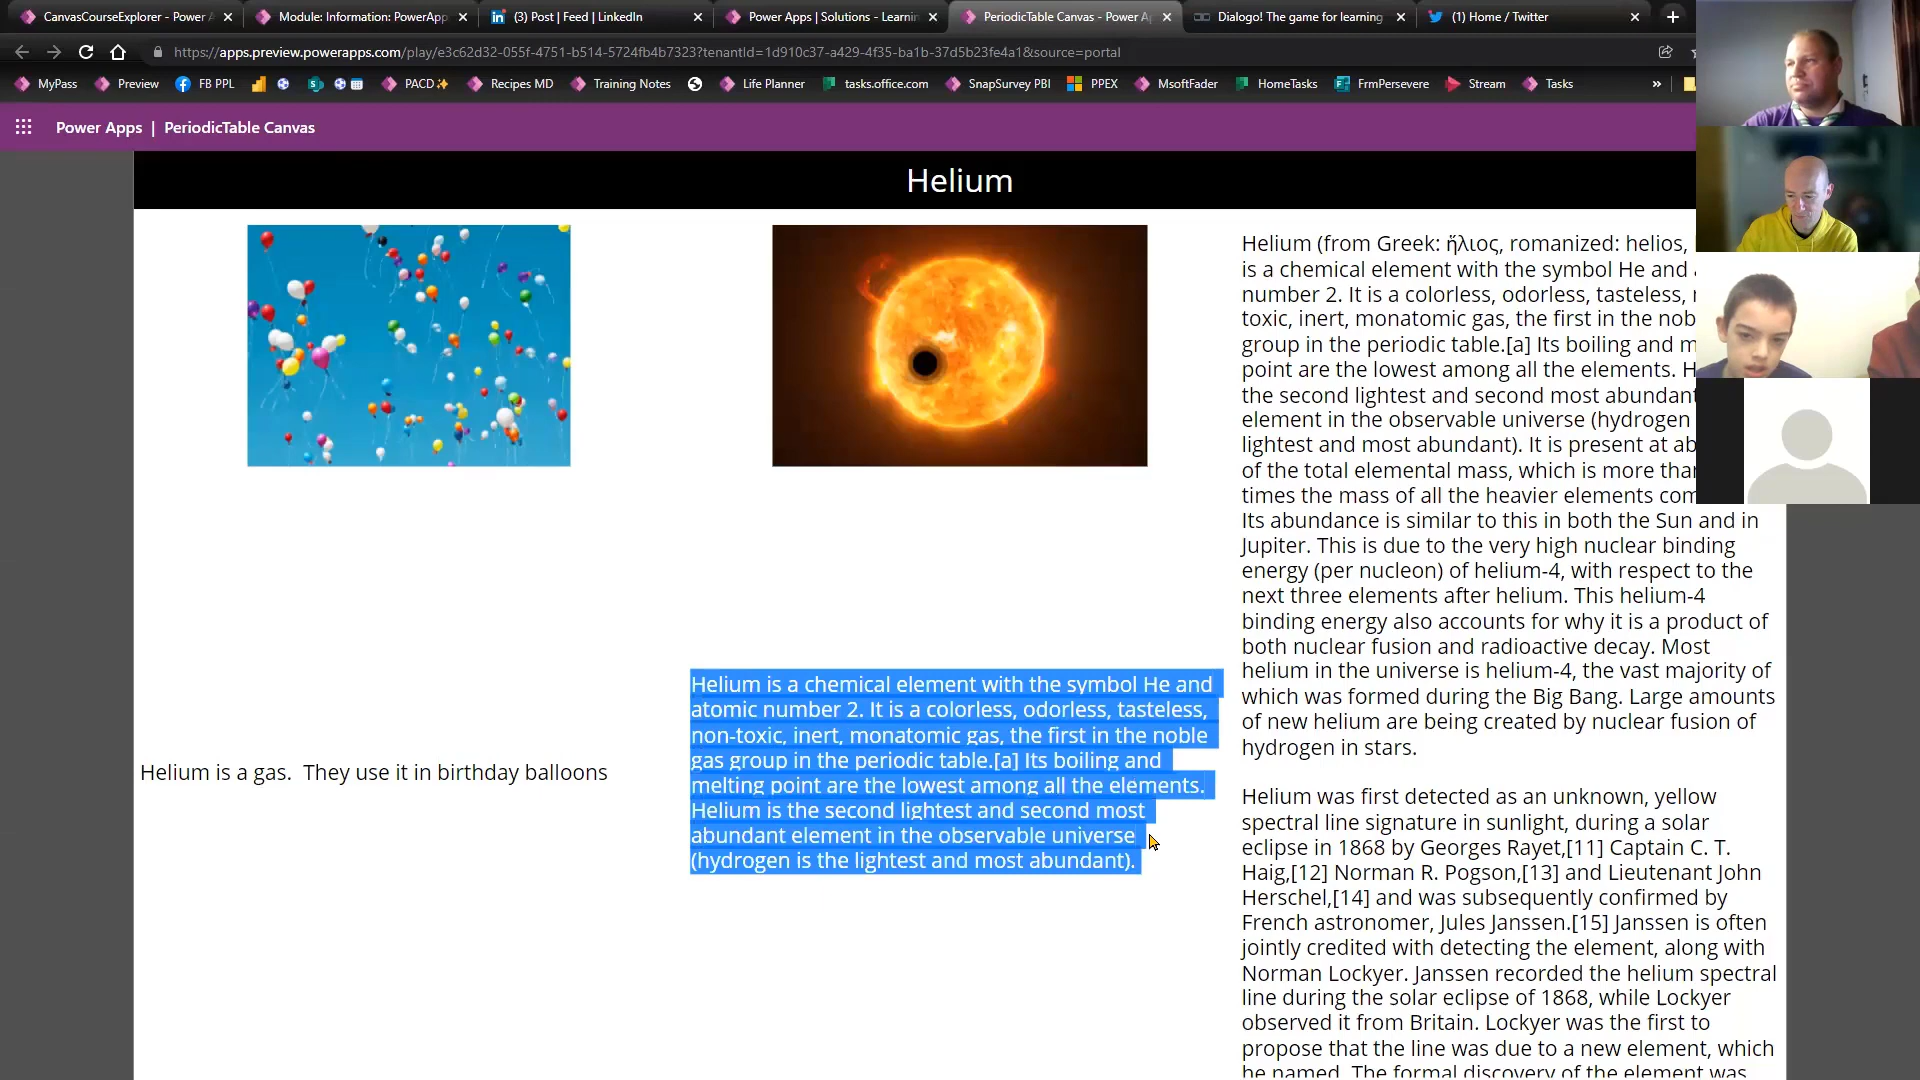 CanvasCourseExplorer - Power A
Module: Information: PowerApp
(3) Post | Feed | LinkedIn
Power Apps | Solutions - Learnin
PeriodicTable Canvas - Power A
Dialogo! The game for learning
(1) Home / Twitter
https://apps.preview.powerapps.com/play/e3c62d32-055f-4751-b514-5724fb4b7323?tenantId=1d910c37-a429-4f35-ba1b-37d5b23fe4a1&source=portal
MyPass
Preview
FB PPL
PACD✨
Recipes MD
Training Notes
Life Planner
tasks.office.com
SnapSurvey PBI
PPEX
MsoftFader
HomeTasks
FrmPersevere
Stream
Tasks
Power Apps | PeriodicTable Canvas
Helium
Helium is a gas.  They use it in birthday balloons
Helium is a chemical element with the symbol He and
atomic number 2. It is a colorless, odorless, tasteless,
non-toxic, inert, monatomic gas, the first in the noble
gas group in the periodic table.[a] Its boiling and
melting point are the lowest among all the elements.
Helium is the second lightest and second most
abundant element in the observable universe
(hydrogen is the lightest and most abundant).
Helium (from Greek: ἥλιος, romanized: helios,
is a chemical element with the symbol He and
number 2. It is a colorless, odorless, tasteless,
toxic, inert, monatomic gas, the first in the nob
group in the periodic table.[a] Its boiling and m
point are the lowest among all the elements. H
the second lightest and second most abundant
element in the observable universe (hydrogen
lightest and most abundant). It is present at ab
of the total elemental mass, which is more than
times the mass of all the heavier elements com
Its abundance is similar to this in both the Sun and in
Jupiter. This is due to the very high nuclear binding
energy (per nucleon) of helium-4, with respect to the
next three elements after helium. This helium-4
binding energy also accounts for why it is a product of
both nuclear fusion and radioactive decay. Most
helium in the universe is helium-4, the vast majority of
which was formed during the Big Bang. Large amounts
of new helium are being created by nuclear fusion of
hydrogen in stars.
Helium was first detected as an unknown, yellow
spectral line signature in sunlight, during a solar
eclipse in 1868 by Georges Rayet,[11] Captain C. T.
Haig,[12] Norman R. Pogson,[13] and Lieutenant John
Herschel,[14] and was subsequently confirmed by
French astronomer, Jules Janssen.[15] Janssen is often
jointly credited with detecting the element, along with
Norman Lockyer. Janssen recorded the helium spectral
line during the solar eclipse of 1868, while Lockyer
observed it from Britain. Lockyer was the first to
propose that the line was due to a new element, which
he named. The formal discovery of the element was